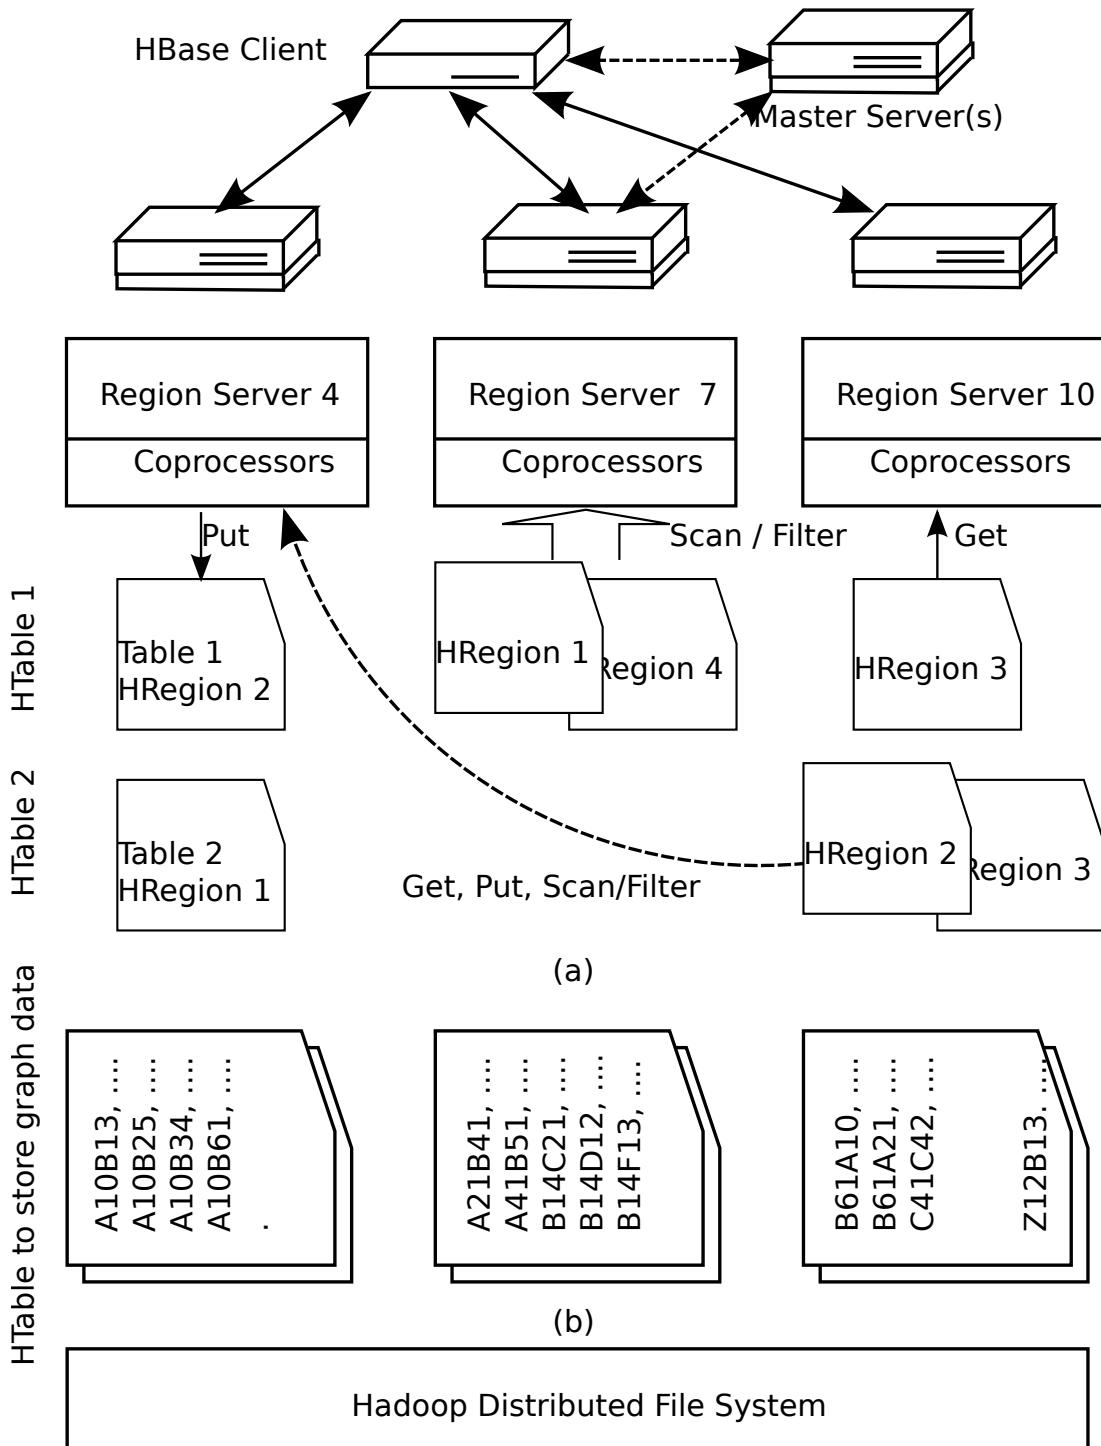 HBase Client
Master Server(s)
Region Server 4
Coprocessors
Region Server 7
Coprocessors
Region Server 10
Coprocessors
Put
Scan / Filter
Get
HTable 1
Table 1
HRegion 2
HRegion 1
Region 4
HRegion 3
HTable 2
Table 2
HRegion 1
HRegion 2
Region 3
Get, Put, Scan/Filter
(a)
HTable to store graph data
A10B13, ....
A10B25, ....
A10B34, ....
A10B61, ....
.
A21B41, ....
A41B51, ....
B14C21, ....
B14D12, ....
B14F13, ....
B61A10, ....
B61A21, ....
C41C42, ....
Z12B13. ....
(b)
Hadoop Distributed File System